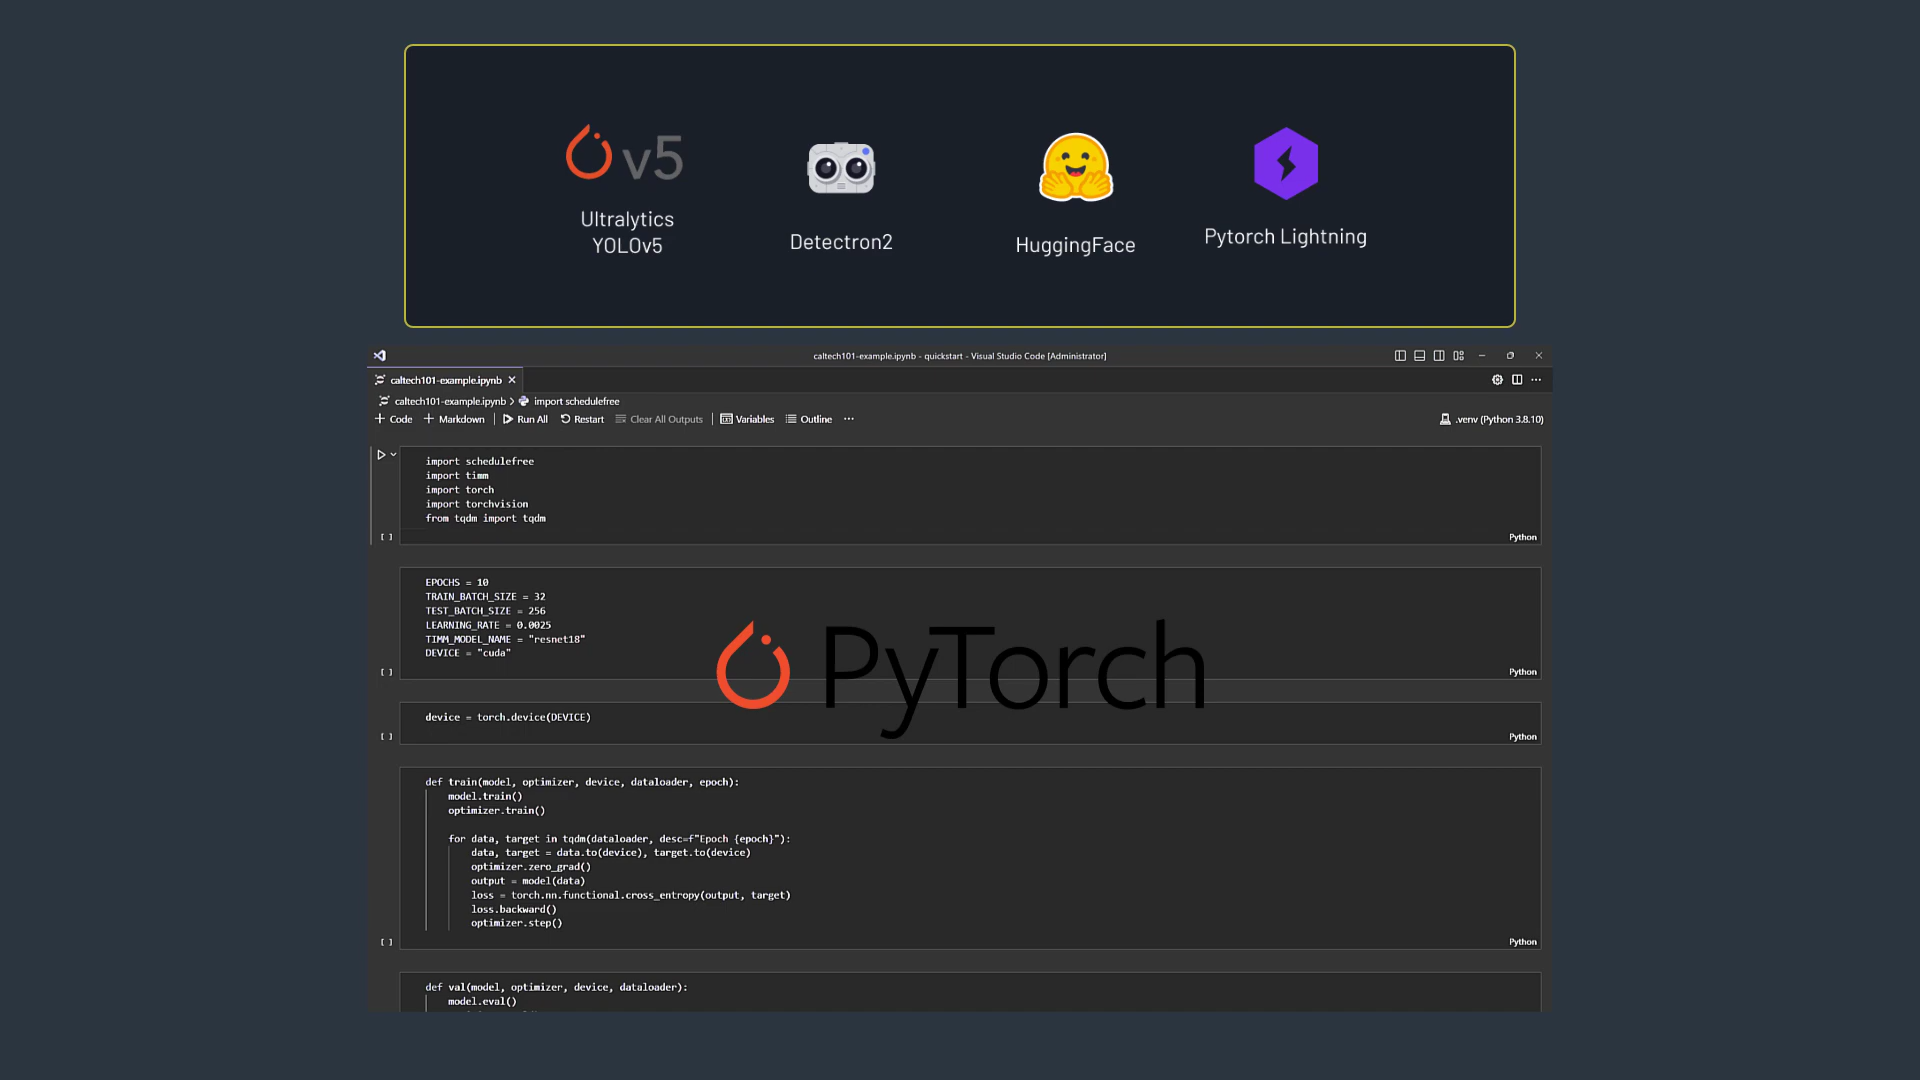 v5
Ultralytics
YOLOv5
Detectron2
HuggingFace
Pytorch Lightning
caltech101-example.ipynb - quickstart - Visual Studio Code [Administrator]
caltech101-example.ipynb
caltech101-example.ipynb > import schedulefree
+ Code + Markdown | Run All Restart Clear All Outputs | Variables Outline ··· .venv (Python 3.8.10)
import schedulefree
import timm
import torch
import torchvision
from tqdm import tqdm
[ ] Python
EPOCHS = 10
TRAIN_BATCH_SIZE = 32
TEST_BATCH_SIZE = 256
LEARNING_RATE = 0.0025
TIMM_MODEL_NAME = "resnet18"
DEVICE = "cuda"
[ ] Python
PyTorch
device = torch.device(DEVICE)
[ ] Python
def train(model, optimizer, device, dataloader, epoch):
model.train()
optimizer.train()
for data, target in tqdm(dataloader, desc=f"Epoch {epoch}"):
data, target = data.to(device), target.to(device)
optimizer.zero_grad()
output = model(data)
loss = torch.nn.functional.cross_entropy(output, target)
loss.backward()
optimizer.step()
[ ] Python
def val(model, optimizer, device, dataloader):
model.eval()